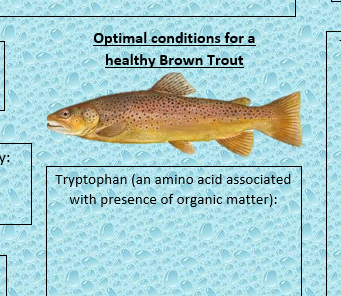 Optimal conditions for a
healthy Brown Trout
y:
Tryptophan (an amino acid associated
with presence of organic matter):